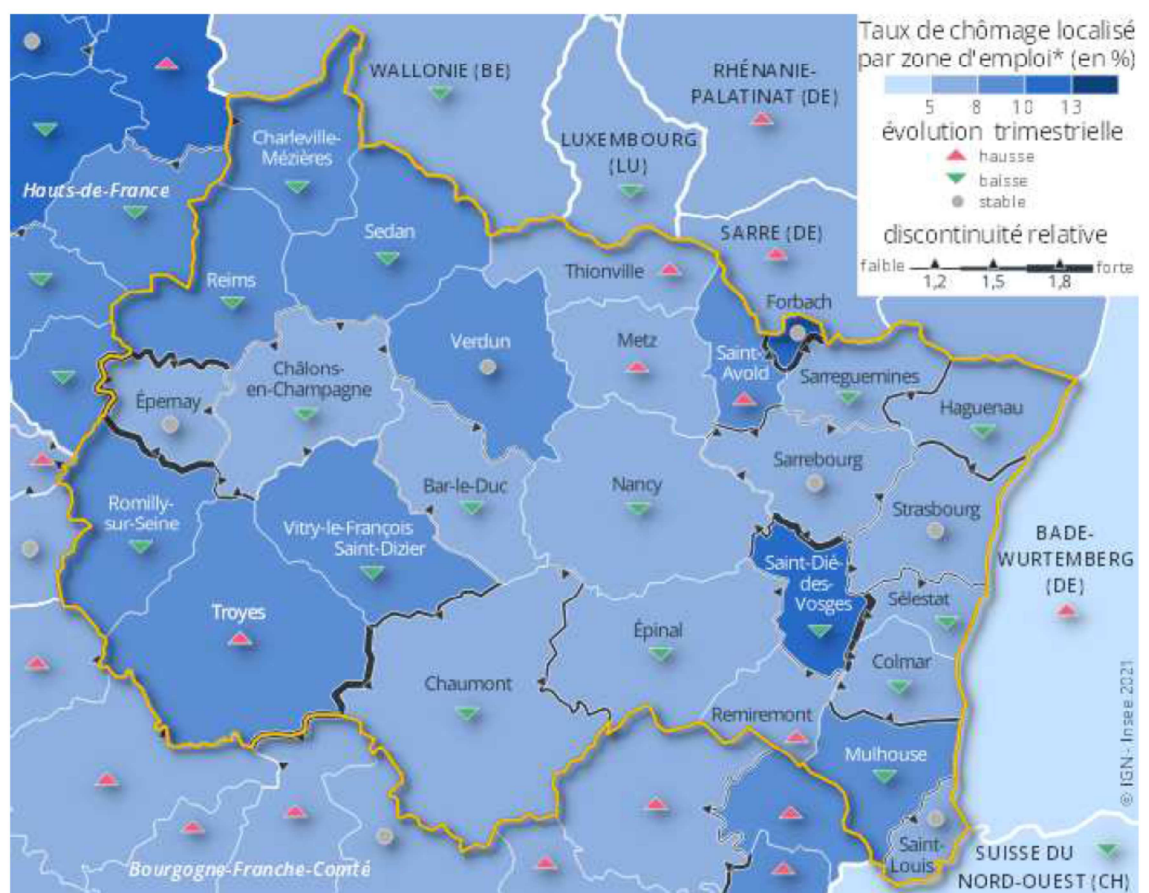 Taux de chômage localisé
par zone d'emploi* (en %)
5 8 10 13
évolution trimestrielle
hausse
baisse
stable
discontinuité relative
faible forte
1,2 1,5 1,8
WALLONIE (BE)
RHÉNANIE-
PALATINAT (DE)
LUXEMBOURG
(LU)
SARRE (DE)
Hauts-de-France
Charleville-
Mézières
Sedan
Reims
Thionville
Forbach
Verdun
Metz
Saint-
Avold
Sarreguemines
Châlons-
en-Champagne
Épernay
Haguenau
Sarrebourg
Bar-le-Duc
Nancy
Strasbourg
Romilly-
sur-Seine
Vitry-le-François
Saint-Dizier
BADE-
WURTEMBERG
(DE)
Saint-Dié-
des-
Vosges
Sélestat
Troyes
Épinal
Colmar
Chaumont
Remiremont
Mulhouse
Saint-
Louis
Bourgogne-Franche-Comté
SUISSE DU
NORD-OUEST (CH)
© IGN - Insee 2021